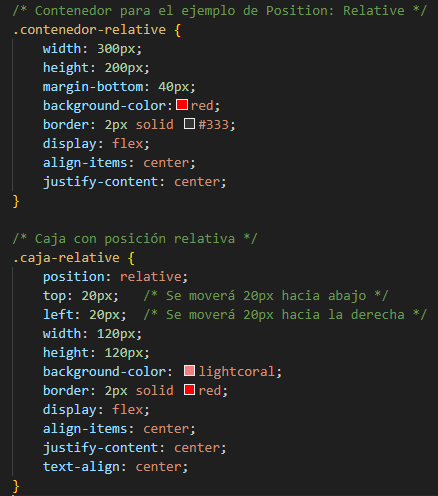 /* Contenedor para el ejemplo de Position: Relative */
.contenedor-relative {
    width: 300px;
    height: 200px;
    margin-bottom: 40px;
    background-color: red;
    border: 2px solid #333;
    display: flex;
    align-items: center;
    justify-content: center;
}

/* Caja con posición relativa */
.caja-relative {
    position: relative;
    top: 20px;   /* Se moverá 20px hacia abajo */
    left: 20px;  /* Se moverá 20px hacia la derecha */
    width: 120px;
    height: 120px;
    background-color: lightcoral;
    border: 2px solid red;
    display: flex;
    align-items: center;
    justify-content: center;
    text-align: center;
}